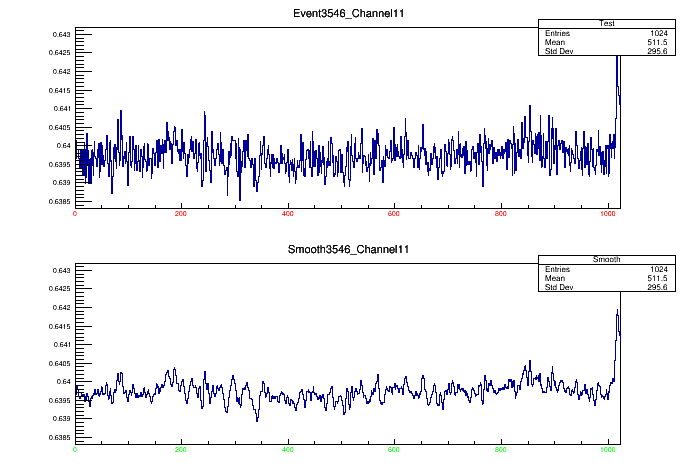 Event3546_Channel11
Test
Entries 1024
Mean 511.5
Std Dev 295.6
0.643
0.6425
0.642
0.6415
0.641
0.6405
0.64
0.6395
0.639
0.6385
0 200 400 600 800 1000
Smooth3546_Channel11
Smooth
Entries 1024
Mean 511.5
Std Dev 295.6
0.643
0.6425
0.642
0.6415
0.641
0.6405
0.64
0.6395
0.639
0.6385
0 200 400 600 800 1000